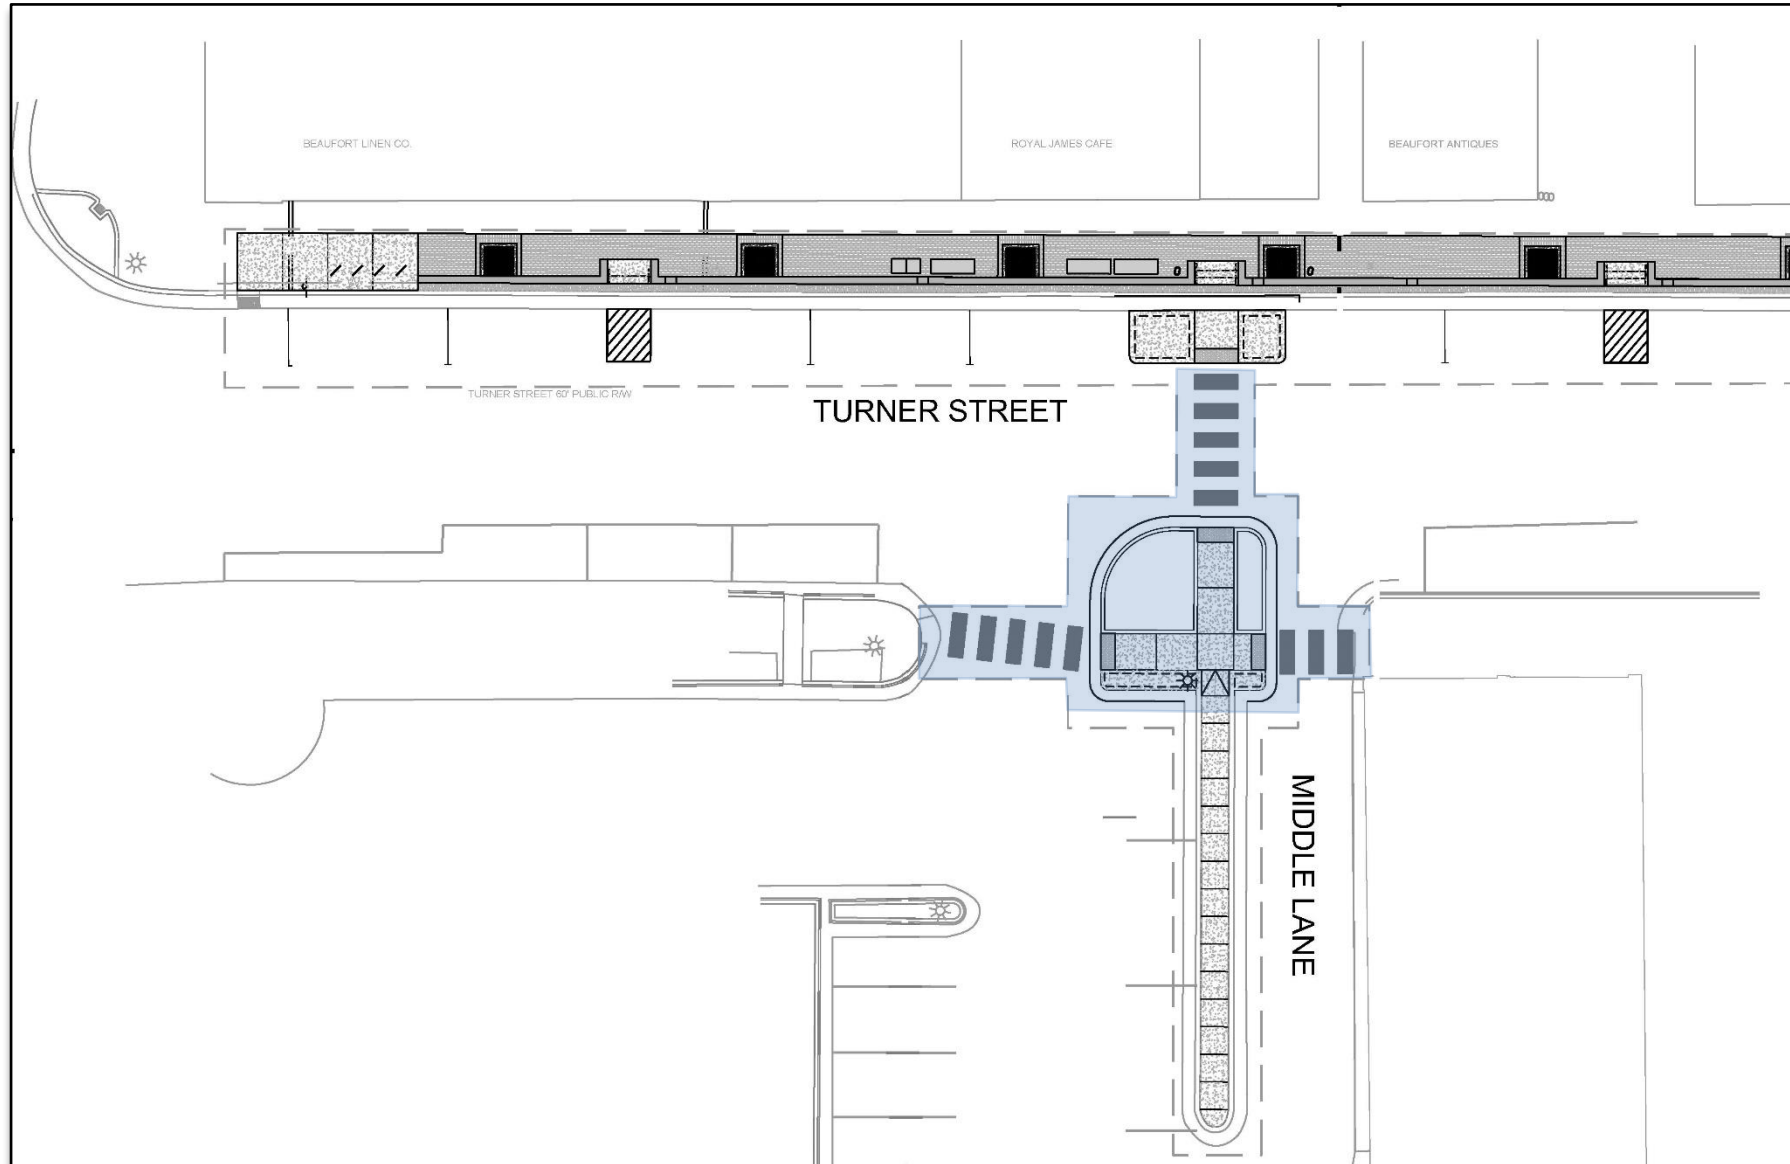 BEAUFORT LINEN CO.
ROYAL JAMES CAFE
BEAUFORT ANTIQUES
TURNER STREET 60' PUBLIC R/W
TURNER STREET
MIDDLE LANE